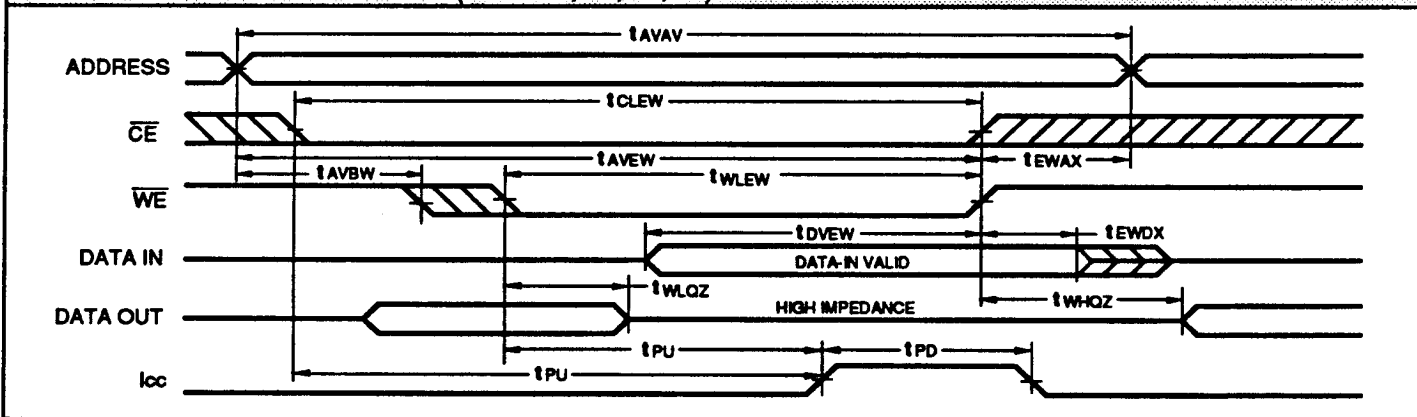 tAVAV
ADDRESS
tCLEW
CE
tAVEW
tEWAX
tAVBW
tWLEW
WE
tDVEW
tEWDX
DATA IN
DATA-IN VALID
tWLQZ
tWHQZ
DATA OUT
HIGH IMPEDANCE
tPU
tPD
tPU
Icc